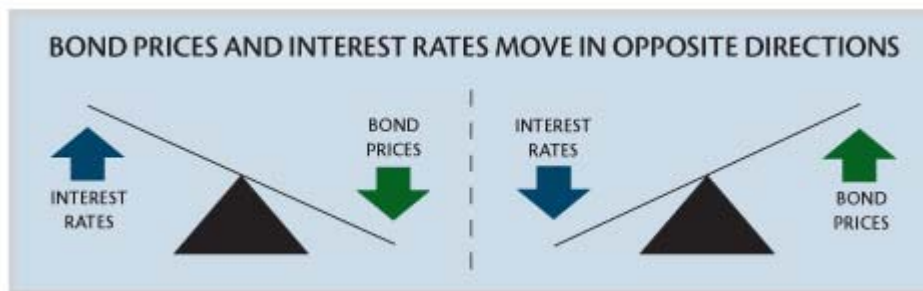 BOND PRICES AND INTEREST RATES MOVE IN OPPOSITE DIRECTIONS
INTEREST
RATES
BOND
PRICES
INTEREST
RATES
BOND
PRICES